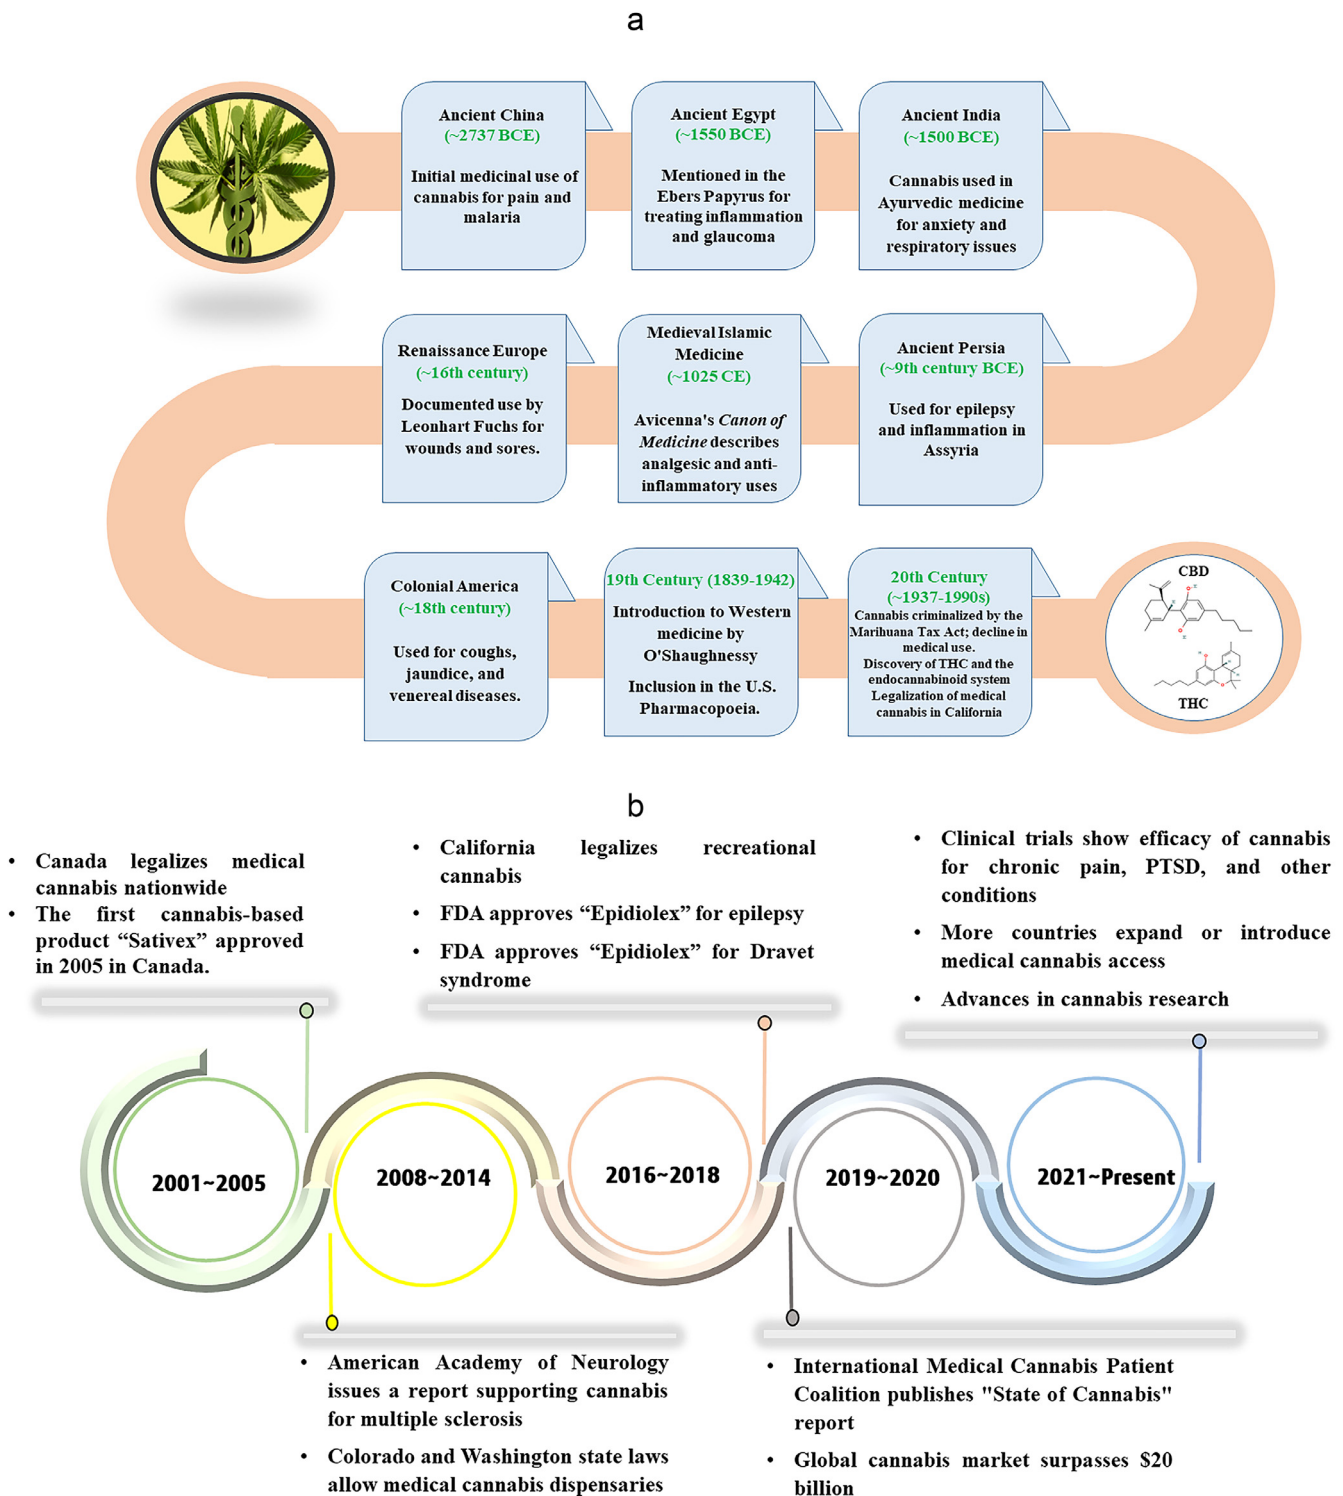 a
Ancient China
(~2737 BCE)
Initial medicinal use of
cannabis for pain and
malaria
Ancient Egypt
(~1550 BCE)
Mentioned in the
Ebers Papyrus for
treating inflammation
and glaucoma
Ancient India
(~1500 BCE)
Cannabis used in
Ayurvedic medicine
for anxiety and
respiratory issues
Renaissance Europe
(~16th century)
Documented use by
Leonhart Fuchs for
wounds and sores.
Medieval Islamic
Medicine
(~1025 CE)
Avicenna's Canon of
Medicine describes
analgesic and anti-
inflammatory uses
Ancient Persia
(~9th century BCE)
Used for epilepsy
and inflammation in
Assyria
Colonial America
(~18th century)
Used for coughs,
jaundice, and
venereal diseases.
19th Century (1839-1942)
Introduction to Western
medicine by
O'Shaughnessy
Inclusion in the U.S.
Pharmacopoeia.
20th Century
(~1937-1990s)
Cannabis criminalized by the
Marihuana Tax Act; decline in
medical use.
Discovery of THC and the
endocannabinoid system
Legalization of medical
cannabis in California
CBD
THC
b
• Canada legalizes medical
cannabis nationwide
• The first cannabis-based
product “Sativex” approved
in 2005 in Canada.
• California legalizes recreational
cannabis
• FDA approves “Epidiolex” for epilepsy
• FDA approves “Epidiolex” for Dravet
syndrome
• Clinical trials show efficacy of cannabis
for chronic pain, PTSD, and other
conditions
• More countries expand or introduce
medical cannabis access
• Advances in cannabis research
2001~2005
2008~2014
2016~2018
2019~2020
2021~Present
• American Academy of Neurology
issues a report supporting cannabis
for multiple sclerosis
• Colorado and Washington state laws
allow medical cannabis dispensaries
• International Medical Cannabis Patient
Coalition publishes "State of Cannabis"
report
• Global cannabis market surpasses $20
billion